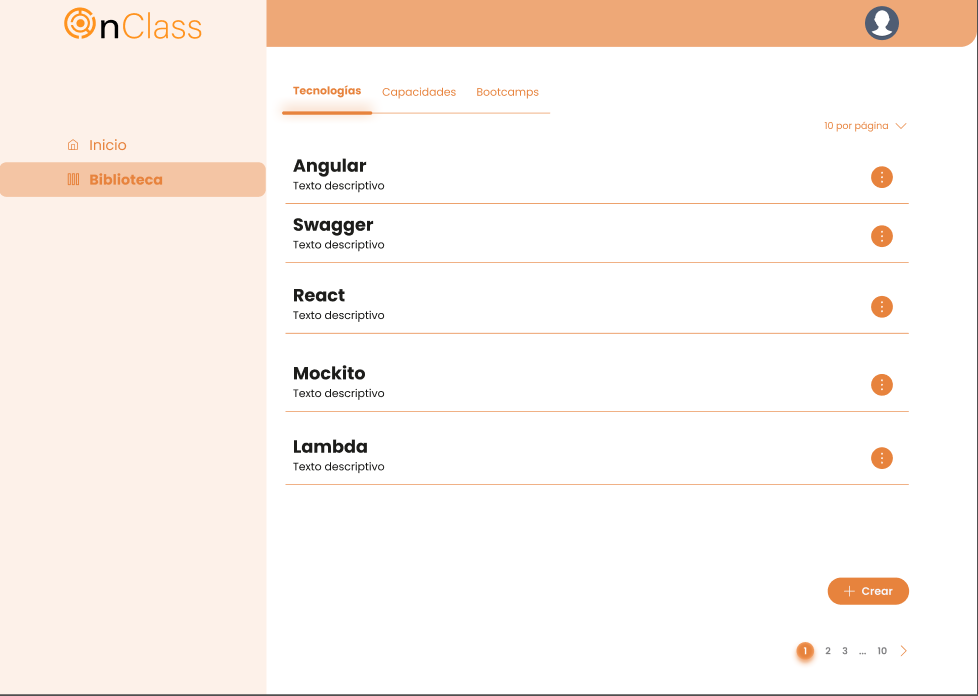 OnClass
Inicio
Biblioteca
Tecnologías Capacidades Bootcamps
10 por página
Angular
Texto descriptivo
Swagger
Texto descriptivo
React
Texto descriptivo
Mockito
Texto descriptivo
Lambda
Texto descriptivo
+ Crear
1 2 3 ... 10 >